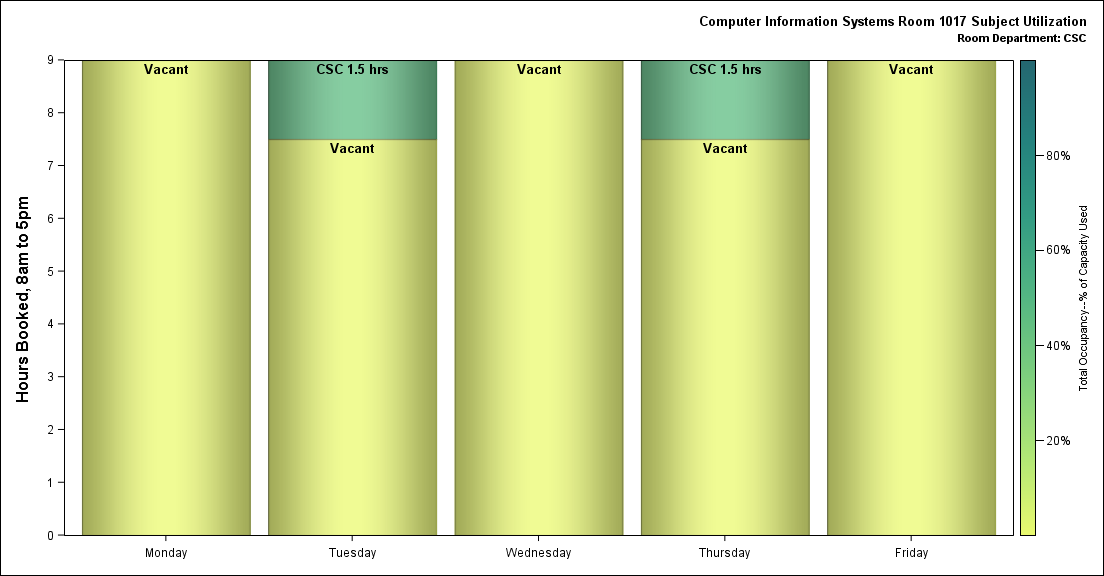 Computer Information Systems Room 1017 Subject Utilization
Room Department: CSC
Hours Booked, 8am to 5pm
9
8
7
6
5
4
3
2
1
0
Vacant
CSC 1.5 hrs
Vacant
Vacant
CSC 1.5 hrs
Vacant
Vacant
Monday
Tuesday
Wednesday
Thursday
Friday
80%
60%
40%
20%
Total Occupancy--% of Capacity Used